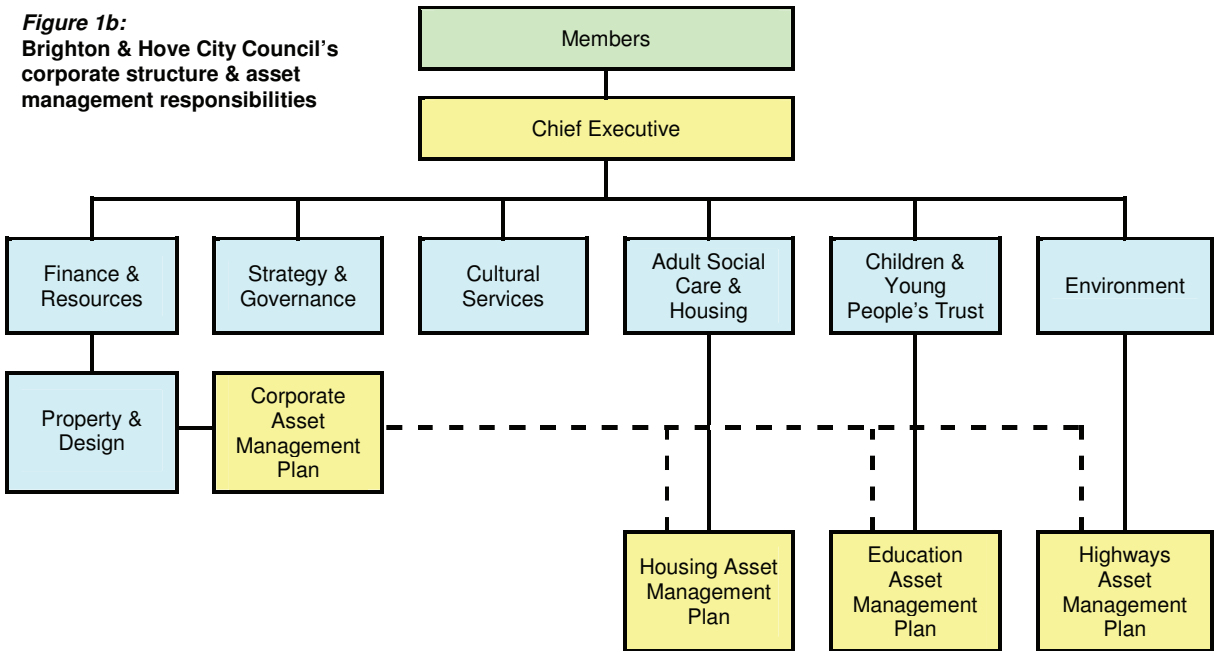 Figure 1b:
Brighton & Hove City Council's
corporate structure & asset
management responsibilities
Members
Chief Executive
Finance &
Resources
Strategy &
Governance
Cultural
Services
Adult Social
Care &
Housing
Children &
Young
People's Trust
Environment
Property &
Design
Corporate
Asset
Management
Plan
Housing Asset
Management
Plan
Education
Asset
Management
Plan
Highways
Asset
Management
Plan